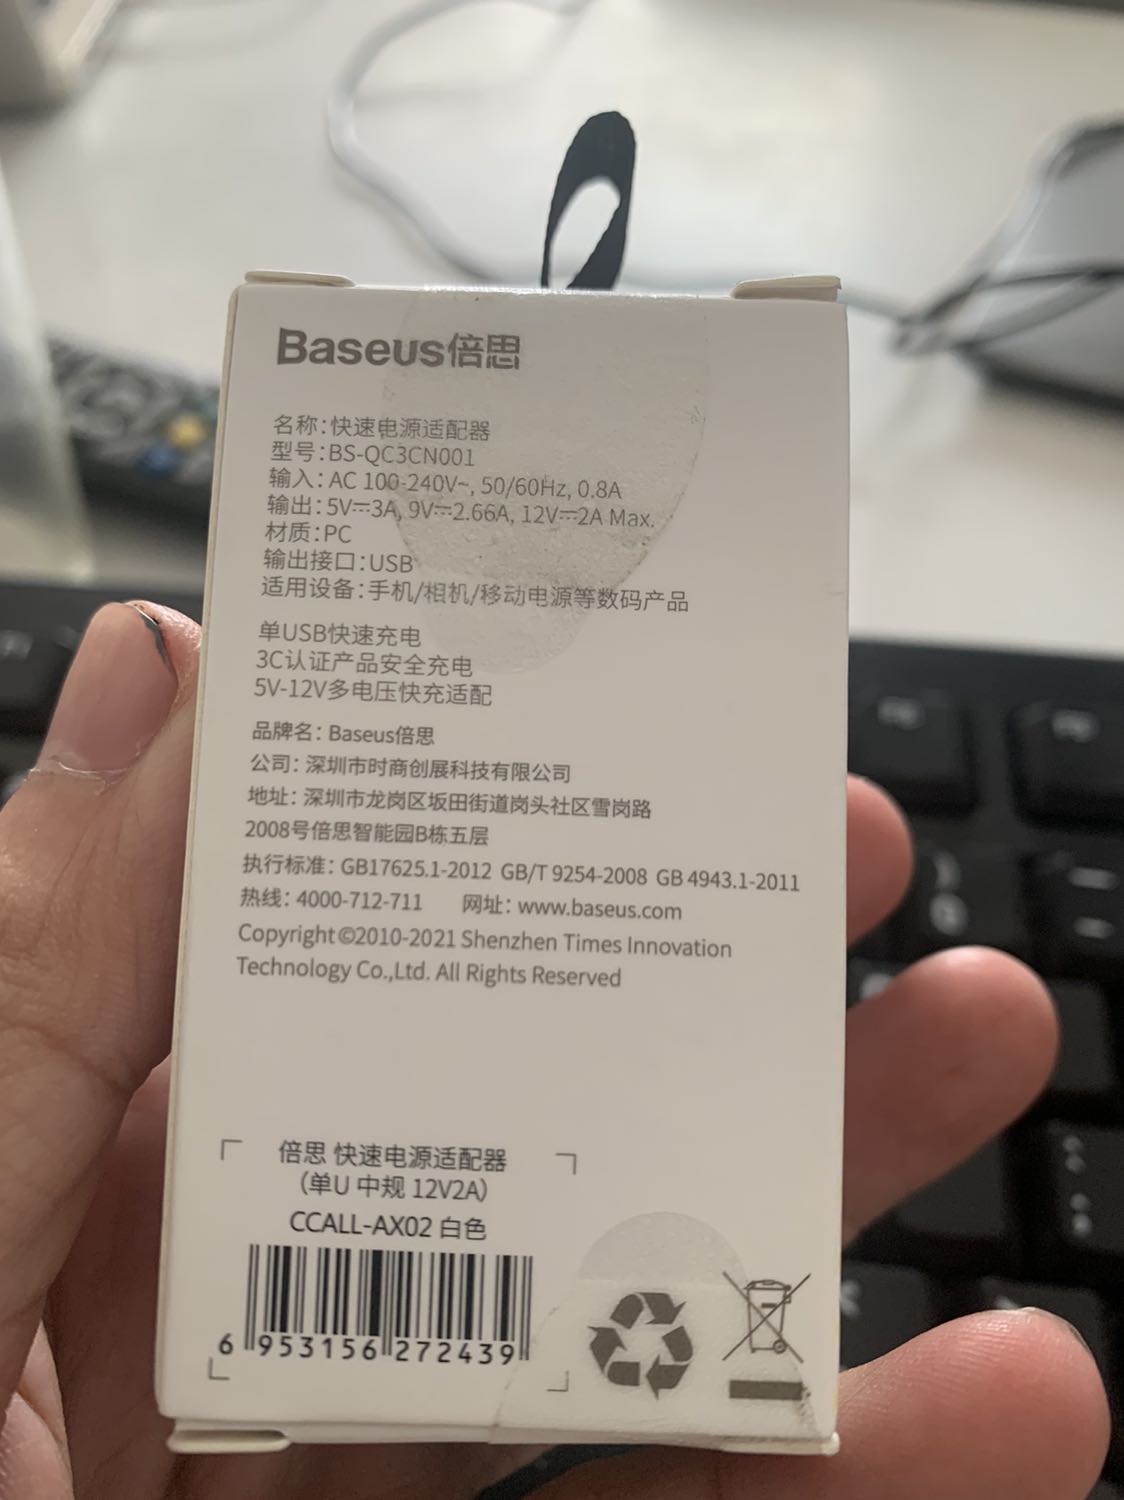 Baseus倍思
名称：快速电源适配器
型号：BS-QC3CN001
输入：AC 100-240V~, 50/60Hz, 0.8A
输出：5V⎓3A, 9V⎓2.66A, 12V⎓2A Max.
材质：PC
输出接口：USB
适用设备：手机/相机/移动电源等数码产品
单USB快速充电
3C认证产品安全充电
5V-12V多电压快充适配
品牌名：Baseus倍思
公司：深圳市时商创展科技有限公司
地址：深圳市龙岗区坂田街道岗头社区雪岗路
2008号倍思智能园B栋五层
执行标准：GB17625.1-2012 GB/T 9254-2008 GB 4943.1-2011
热线：4000-712-711 网址：www.baseus.com
Copyright©2010-2021 Shenzhen Times Innovation
Technology Co.,Ltd. All Rights Reserved
倍思 快速电源适配器
（单U 中规 12V2A）
CCALL-AX02 白色
6 953156 272439